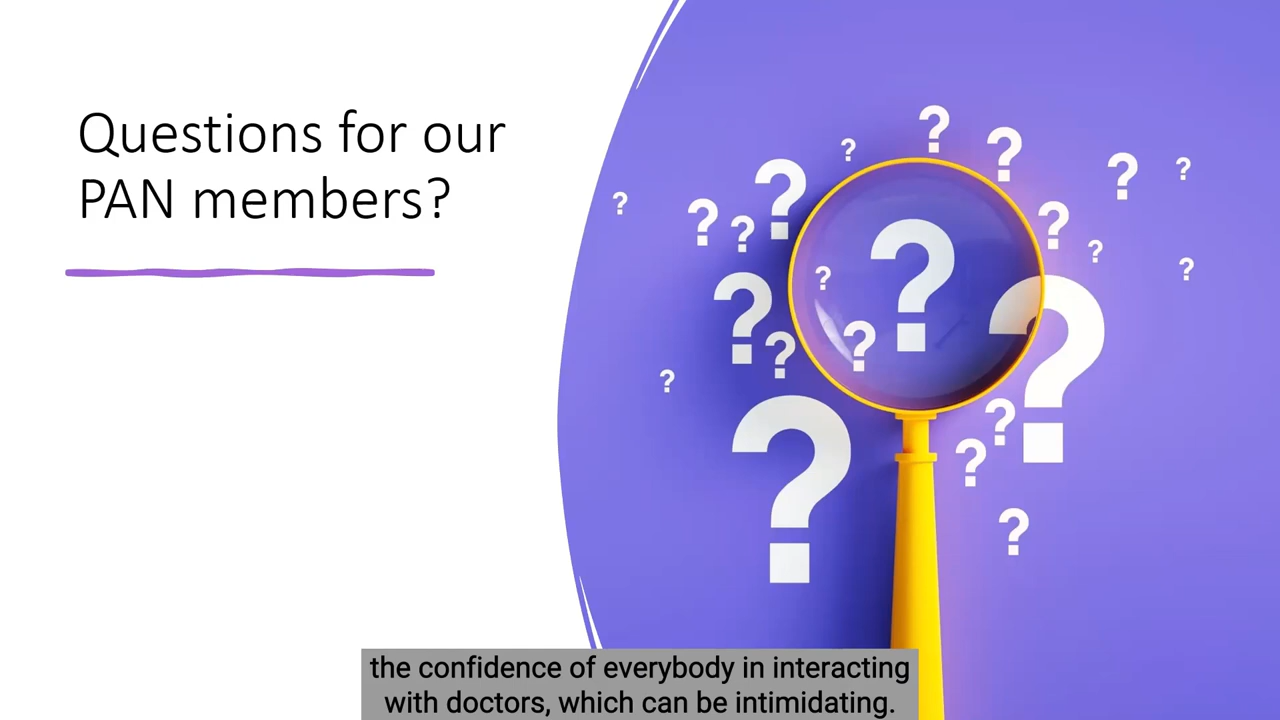 Questions for our
PAN members?
the confidence of everybody in interacting
with doctors, which can be intimidating.